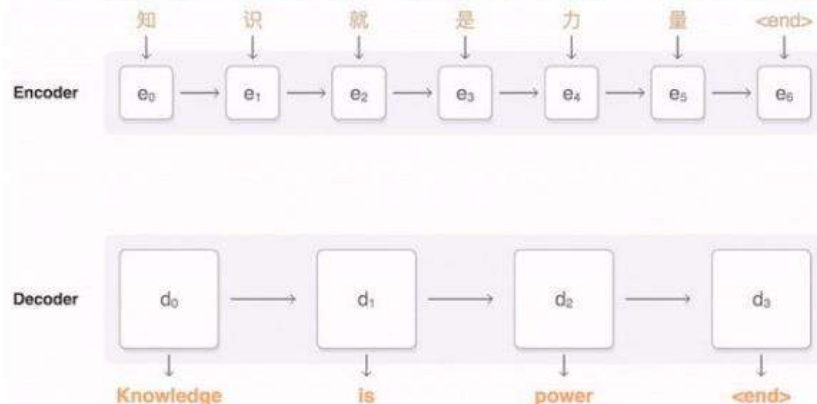 知 识 就 是 力 量 <end>
Encoder e₀ e₁ e₂ e₃ e₄ e₅ e₆
Decoder d₀ d₁ d₂ d₃
Knowledge is power <end>